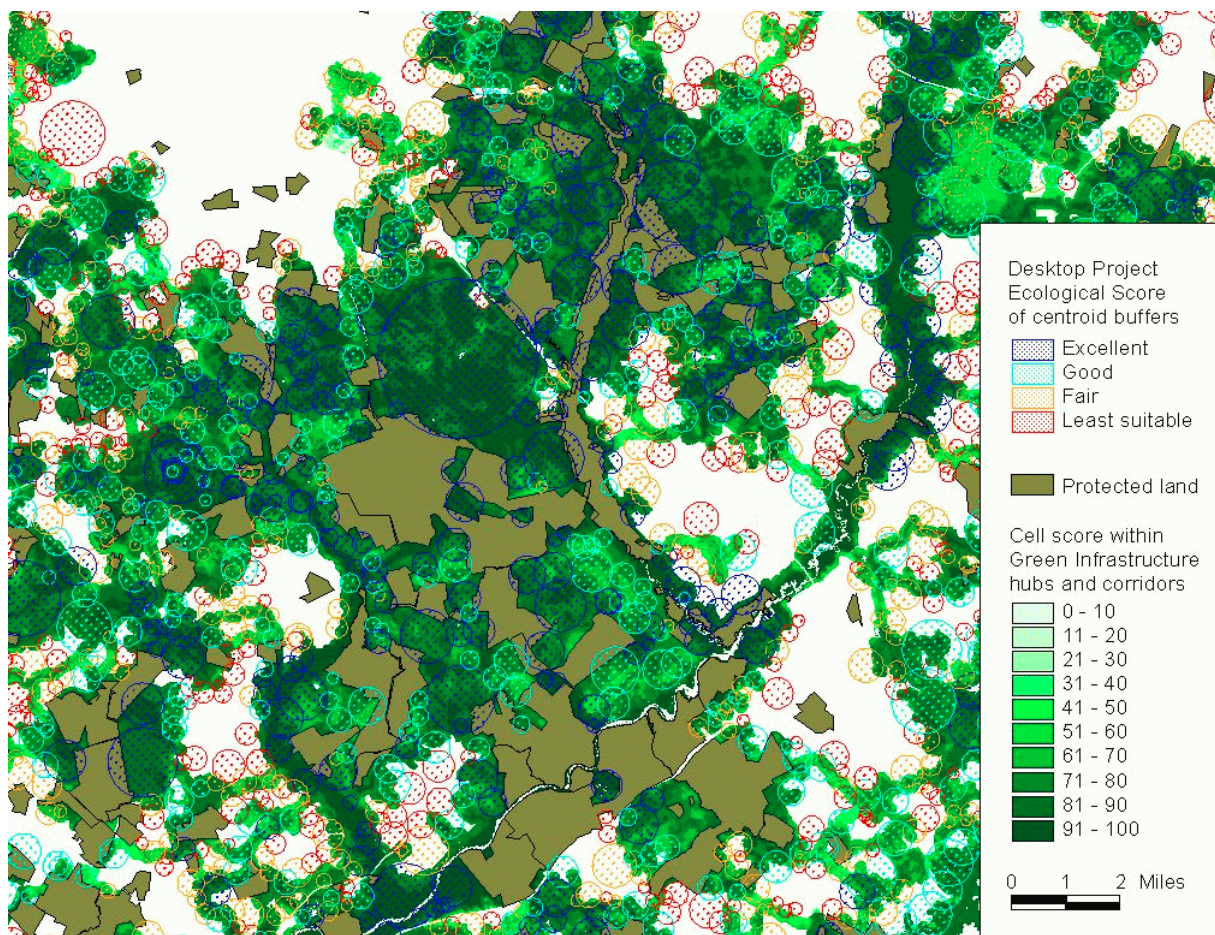 Desktop Project
Ecological Score
of centroid buffers
Excellent
Good
Fair
Least suitable
Protected land
Cell score within
Green Infrastructure
hubs and corridors
0 - 10
11 - 20
21 - 30
31 - 40
41 - 50
51 - 60
61 - 70
71 - 80
81 - 90
91 - 100
0 1 2 Miles